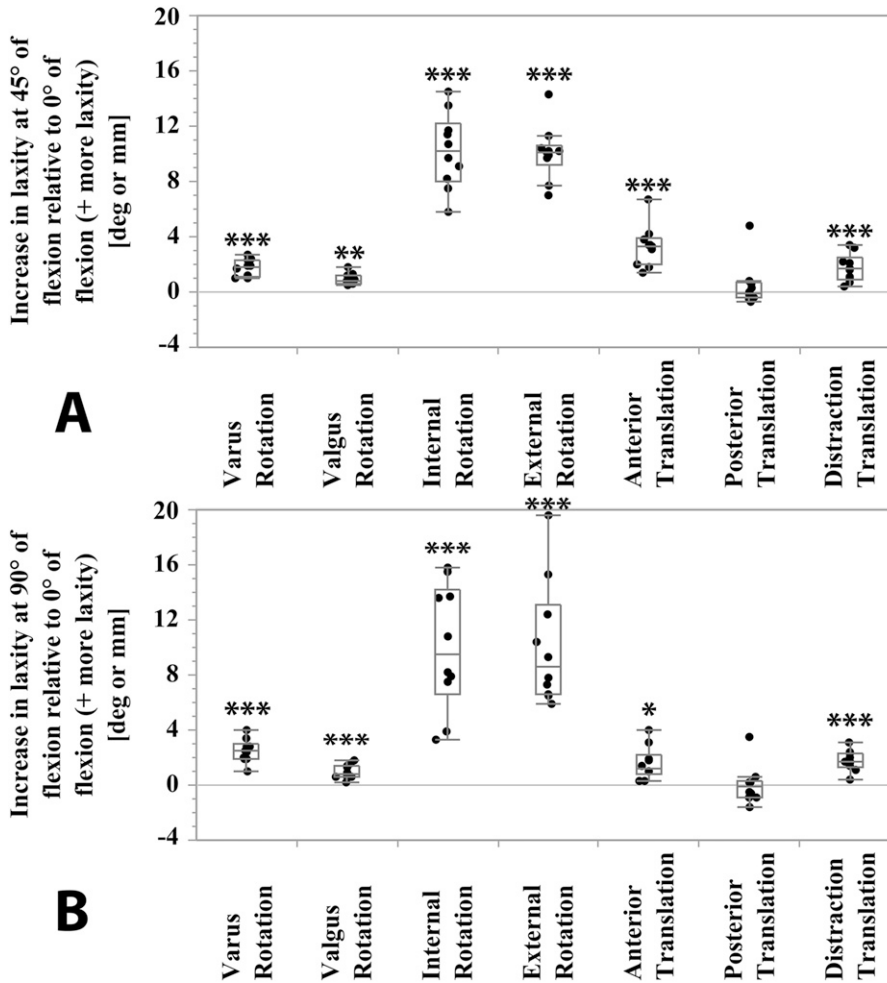 Increase in laxity at 45° of
flexion relative to 0° of
flexion (+ more laxity)
[deg or mm]
20
16
12
8
4
0
-4
***
**
***
***
***
***
A
Varus
Rotation
Valgus
Rotation
Internal
Rotation
External
Rotation
Anterior
Translation
Posterior
Translation
Distraction
Translation
Increase in laxity at 90° of
flexion relative to 0° of
flexion (+ more laxity)
[deg or mm]
20
16
12
8
4
0
-4
***
***
***
***
*
***
B
Varus
Rotation
Valgus
Rotation
Internal
Rotation
External
Rotation
Anterior
Translation
Posterior
Translation
Distraction
Translation